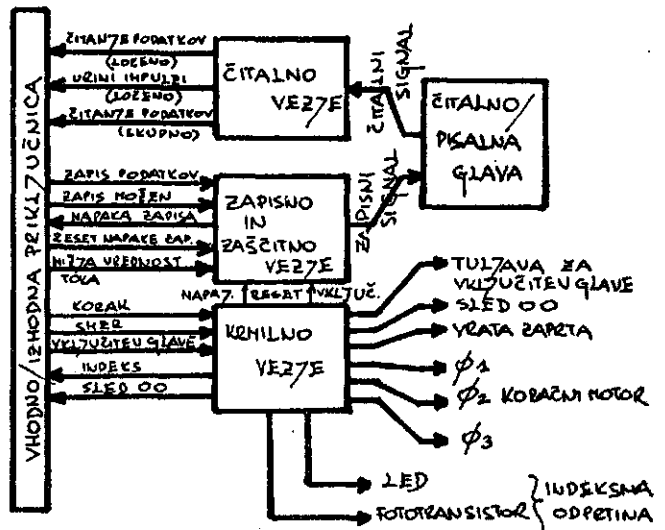 VHODNO/IZHODNA PRIKLJUČNICA
ČITANJE PODATKOV
(LOČENO)
URINI IMPULZI
(LOČENO)
ČITANJE PODATKOV
(SKUPNO)
ČITALNO
VEZJE
ČITALNI
SIGNAL
ČITALNO/
PISALNA
GLAVA
ZAPIS PODATKOV
ZAPIS MOŽEN
NAPAKA ZAPISA
RESET NAPAKE ZAP.
NIŽJA VREDNOST
TOKA
ZAPISNO
IN
ZAŠČITNO
VEZJE
ZAPISNI
SIGNAL
NAPAJ. RESET VKLJUČ.
KORAK
SMER
VKLJUČITEV GLAVE
INDEKS
SLED 00
KRMILNO
VEZJE
TULJAVA ZA
VKLJUČITEV GLAVE
SLED 00
VRATA ZAPRTA
φ1
φ2 KORAČNI MOTOR
φ3
LED
FOTOTRANSISTOR
INDEKSNA
ODPRTINA